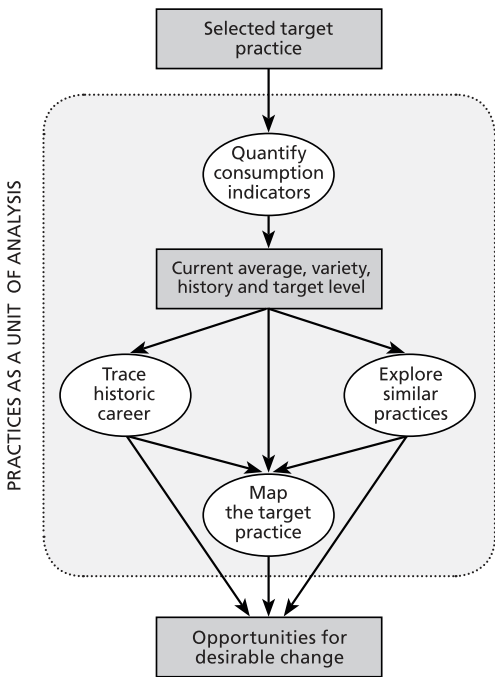 Selected target
practice
PRACTICES AS A UNIT OF ANALYSIS
Quantify
consumption
indicators
Current average, variety,
history and target level
Trace
historic
career
Explore
similar
practices
Map
the target
practice
Opportunities for
desirable change